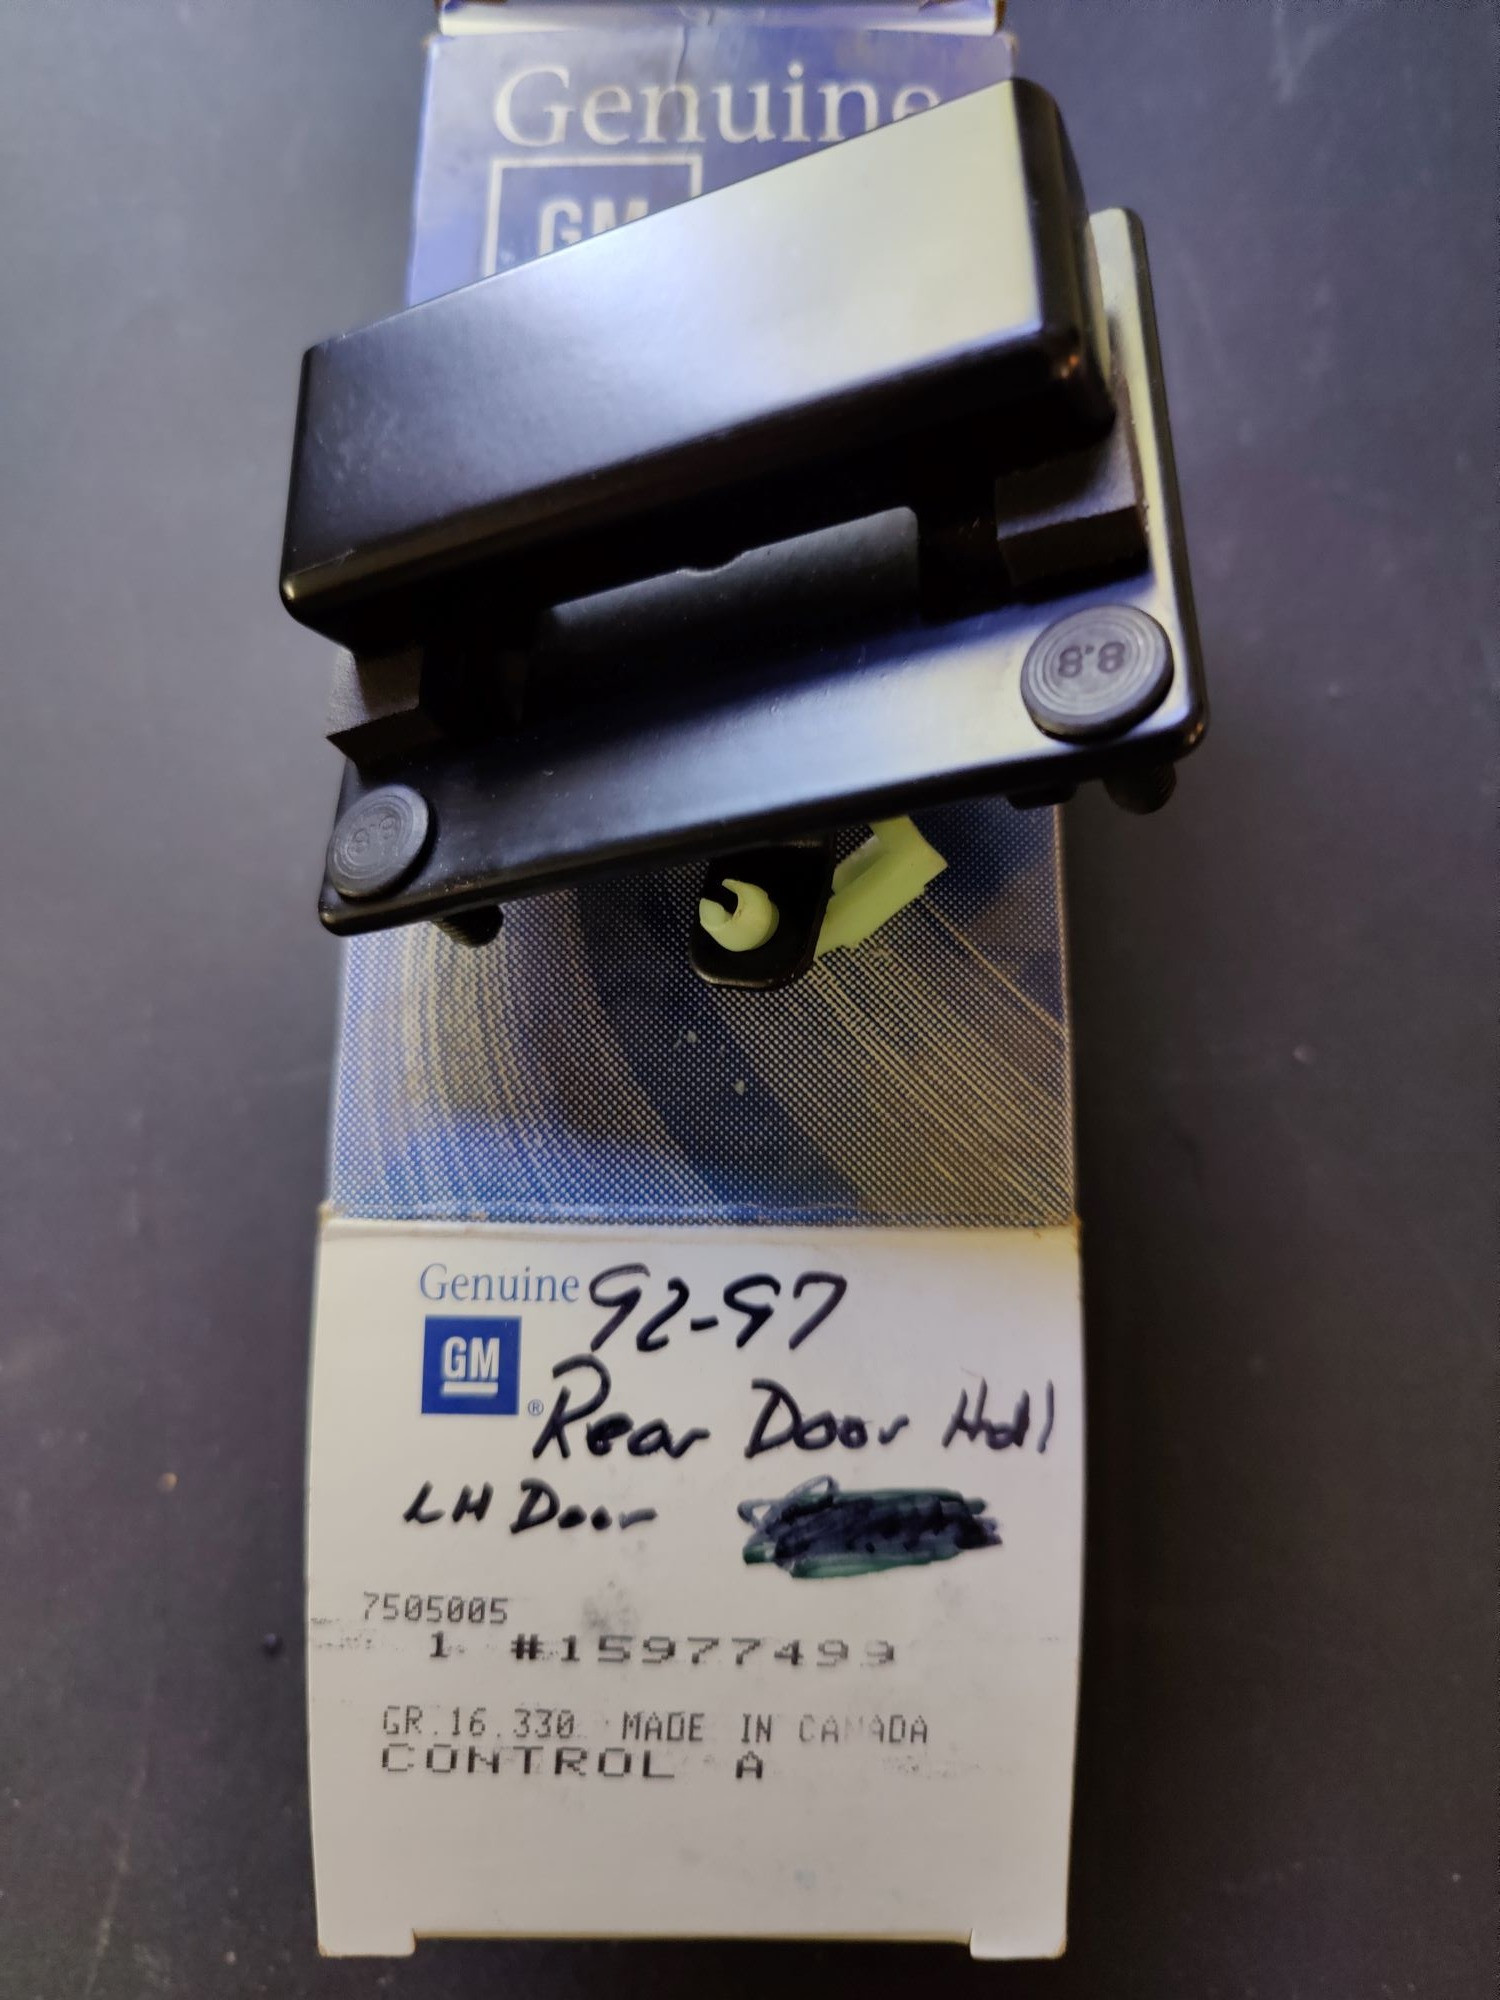 Genuine
GM
8.8
8.8
Genuine 92-97
GM
® Rear Door Hdl
LH Door
7505005
1 #15977499
GR.16.330 MADE IN CANADA
CONTROL A